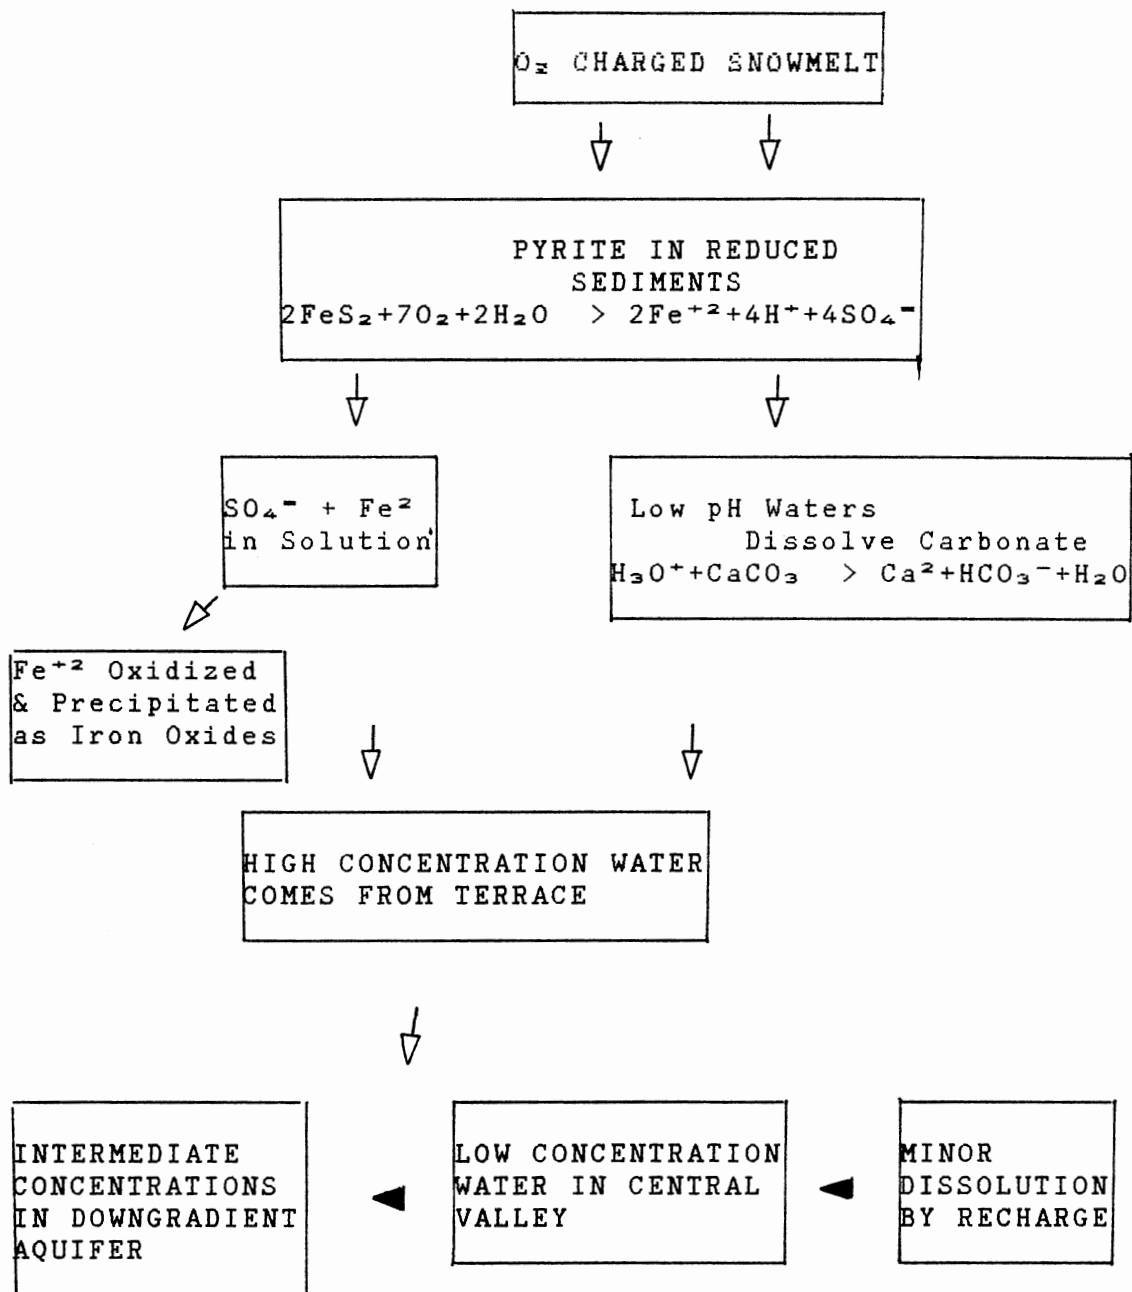 O₂ CHARGED SNOWMELT
PYRITE IN REDUCED
SEDIMENTS
2FeS₂+7O₂+2H₂O > 2Fe⁺²+4H⁺+4SO₄⁼
SO₄⁼ + Fe²
in Solution
Low pH Waters
Dissolve Carbonate
H₃O⁺+CaCO₃ > Ca²+HCO₃⁻+H₂O
Fe⁺² Oxidized
& Precipitated
as Iron Oxides
HIGH CONCENTRATION WATER
COMES FROM TERRACE
INTERMEDIATE
CONCENTRATIONS
IN DOWNGRADIENT
AQUIFER
LOW CONCENTRATION
WATER IN CENTRAL
VALLEY
MINOR
DISSOLUTION
BY RECHARGE